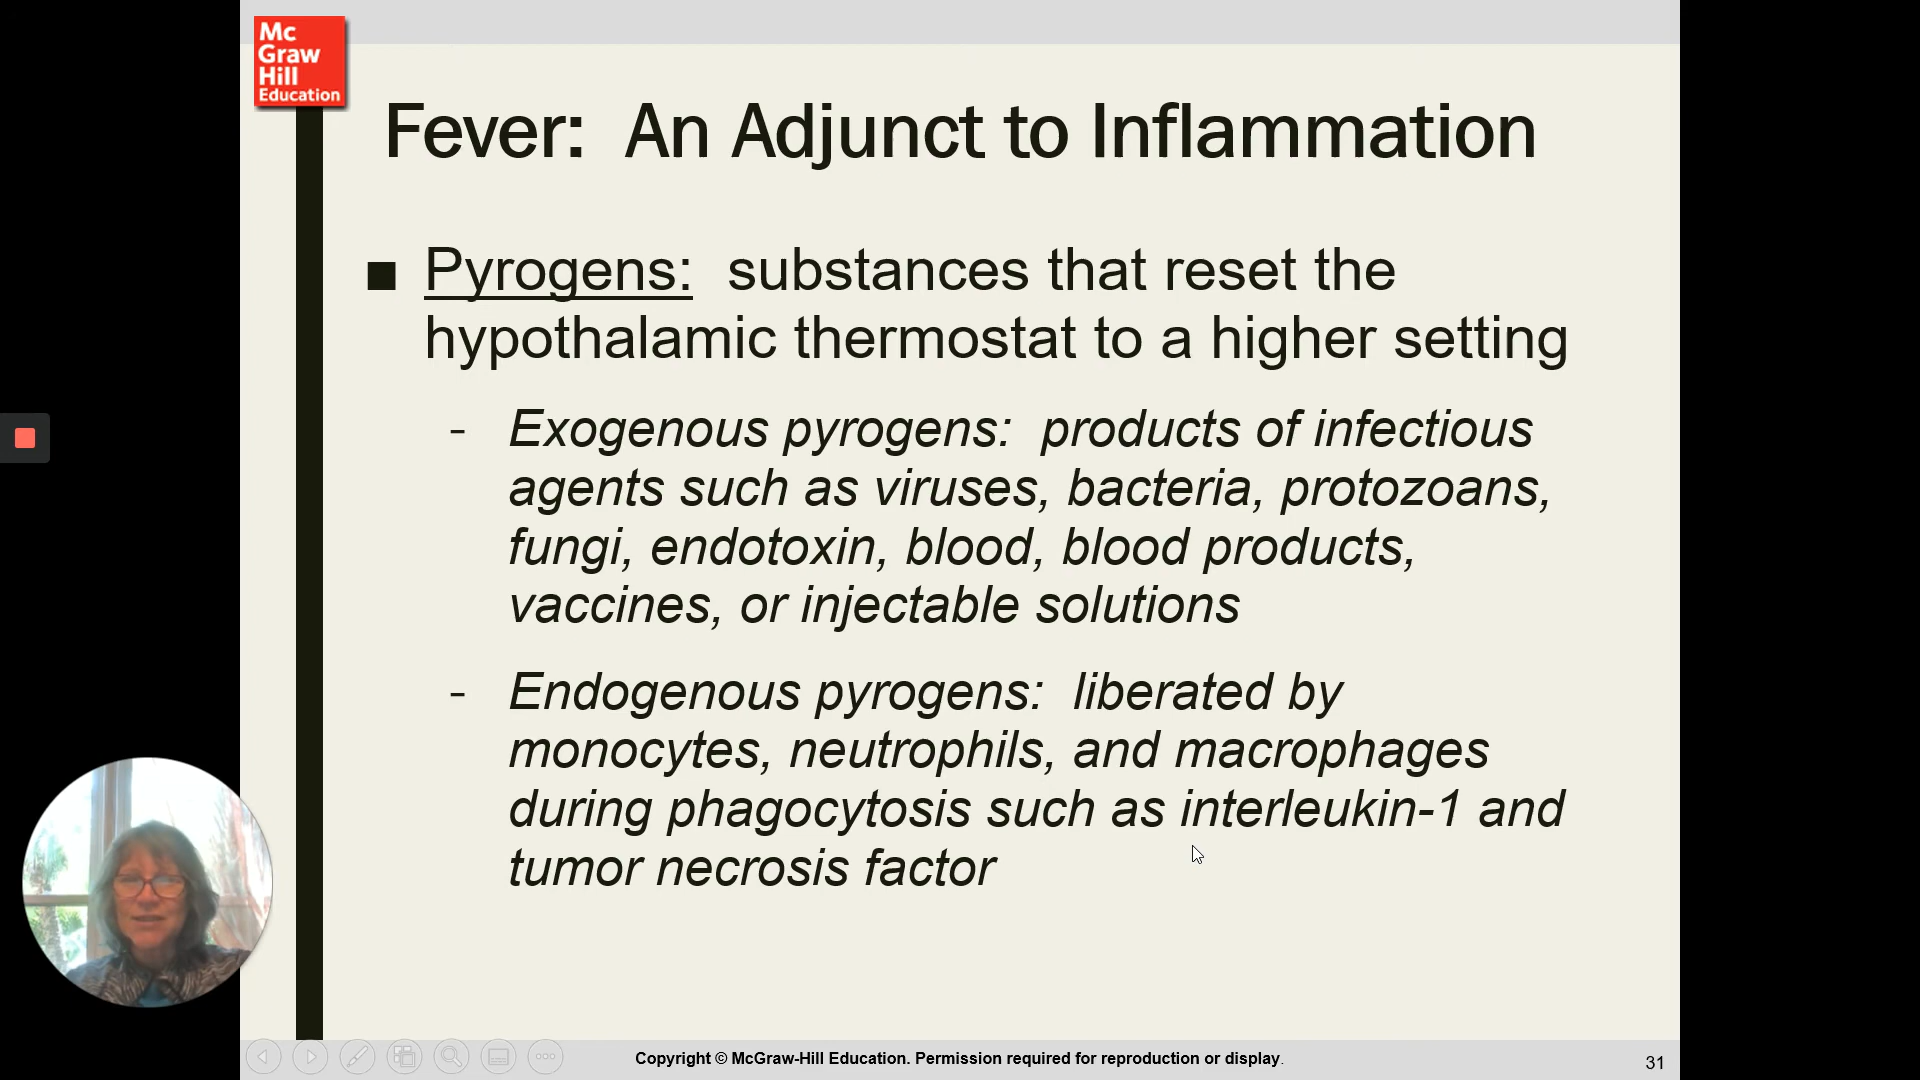 Mc
Graw
Hill
Education
Fever: An Adjunct to Inflammation
■ Pyrogens: substances that reset the
hypothalamic thermostat to a higher setting
- Exogenous pyrogens: products of infectious
agents such as viruses, bacteria, protozoans,
fungi, endotoxin, blood, blood products,
vaccines, or injectable solutions
- Endogenous pyrogens: liberated by
monocytes, neutrophils, and macrophages
during phagocytosis such as interleukin-1 and
tumor necrosis factor
Copyright © McGraw-Hill Education. Permission required for reproduction or display.
31